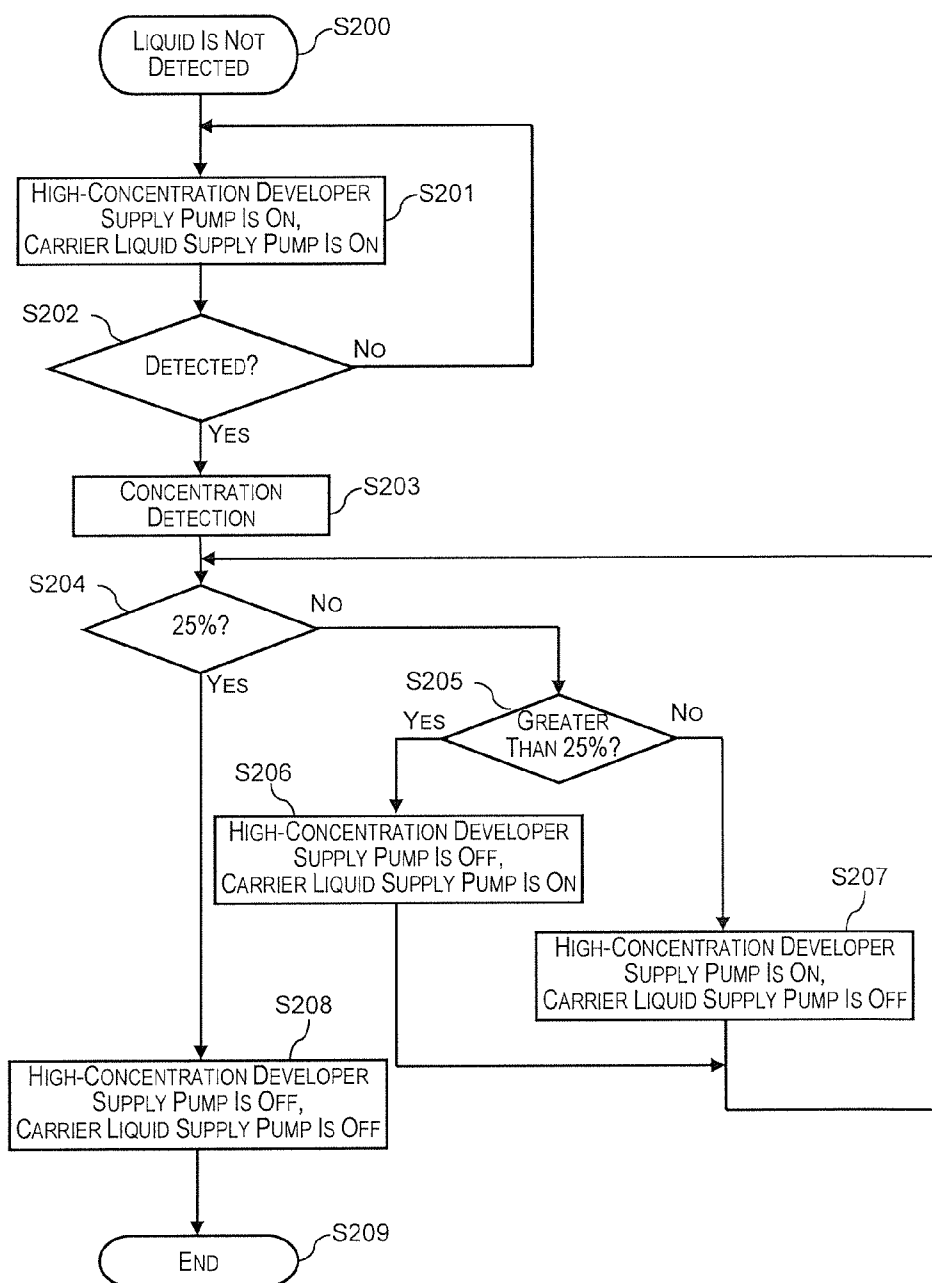 LIQUID IS NOT
DETECTED
S200
HIGH-CONCENTRATION DEVELOPER
SUPPLY PUMP IS ON,
CARRIER LIQUID SUPPLY PUMP IS ON
S201
S202
DETECTED?
NO
YES
CONCENTRATION
DETECTION
S203
S204
25%?
NO
YES
S205
GREATER
THAN 25%?
YES
NO
S206
HIGH-CONCENTRATION DEVELOPER
SUPPLY PUMP IS OFF,
CARRIER LIQUID SUPPLY PUMP IS ON
S207
HIGH-CONCENTRATION DEVELOPER
SUPPLY PUMP IS ON,
CARRIER LIQUID SUPPLY PUMP IS OFF
S208
HIGH-CONCENTRATION DEVELOPER
SUPPLY PUMP IS OFF,
CARRIER LIQUID SUPPLY PUMP IS OFF
END
S209